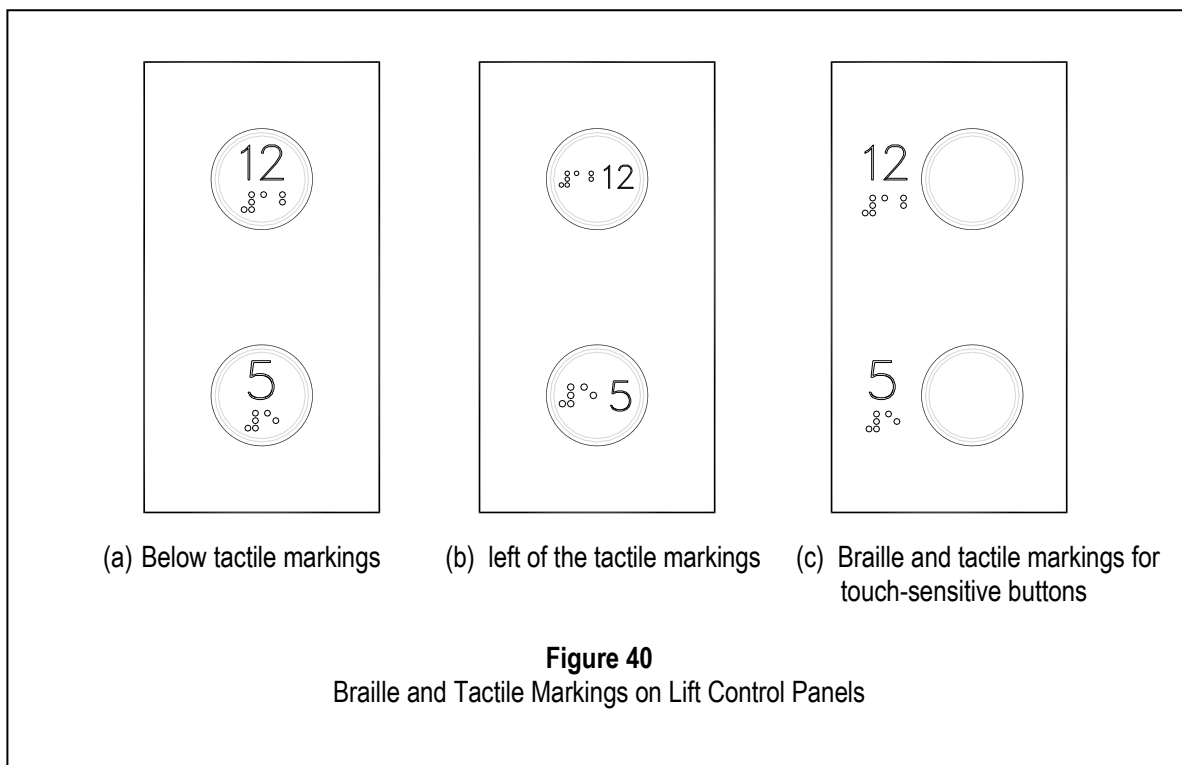 12
⠼⠁⠃
5
⠼⠑
⠼⠁⠃ 12
⠼⠑ 5
12
⠼⠁⠃
5
⠼⠑
(a) Below tactile markings
(b) left of the tactile markings
(c) Braille and tactile markings for
touch-sensitive buttons
Figure 40
Braille and Tactile Markings on Lift Control Panels